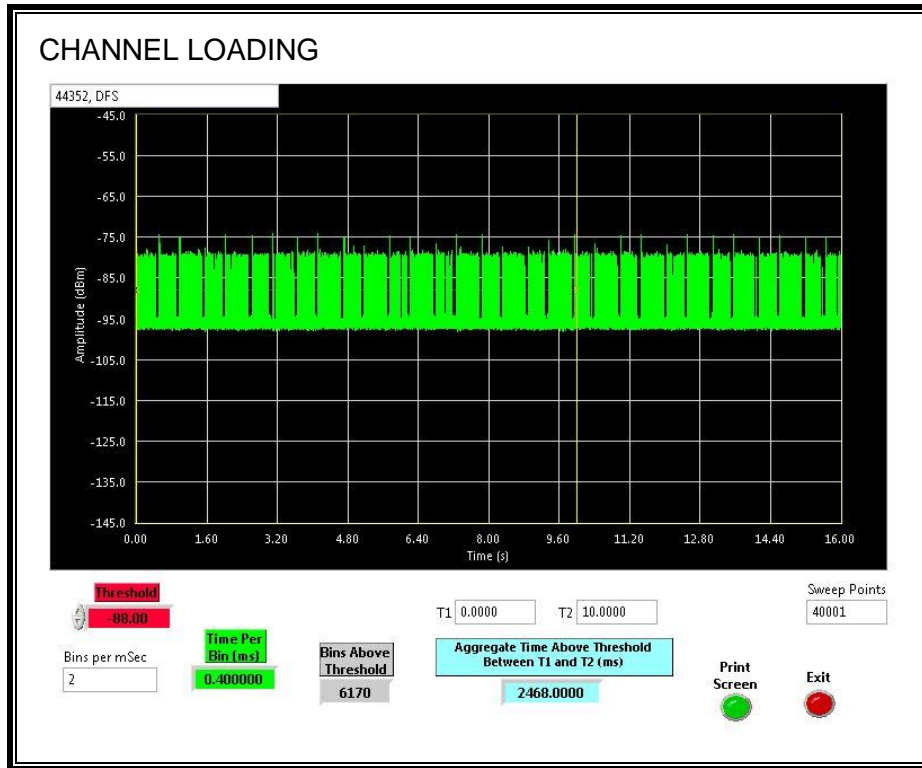 CHANNEL LOADING
44352, DFS
-45.0
-55.0
-65.0
-75.0
-85.0
-95.0
-105.0
-115.0
-125.0
-135.0
-145.0
Amplitude (dBm)
0.00 1.60 3.20 4.80 6.40 8.00 9.60 11.20 12.80 14.40 16.00
Time (s)
Threshold
-88.00
Bins per mSec
2
Time Per
Bin (ms)
0.400000
Bins Above
Threshold
6170
T1 0.0000 T2 10.0000
Aggregate Time Above Threshold
Between T1 and T2 (ms)
2468.0000
Sweep Points
40001
Print
Screen
Exit